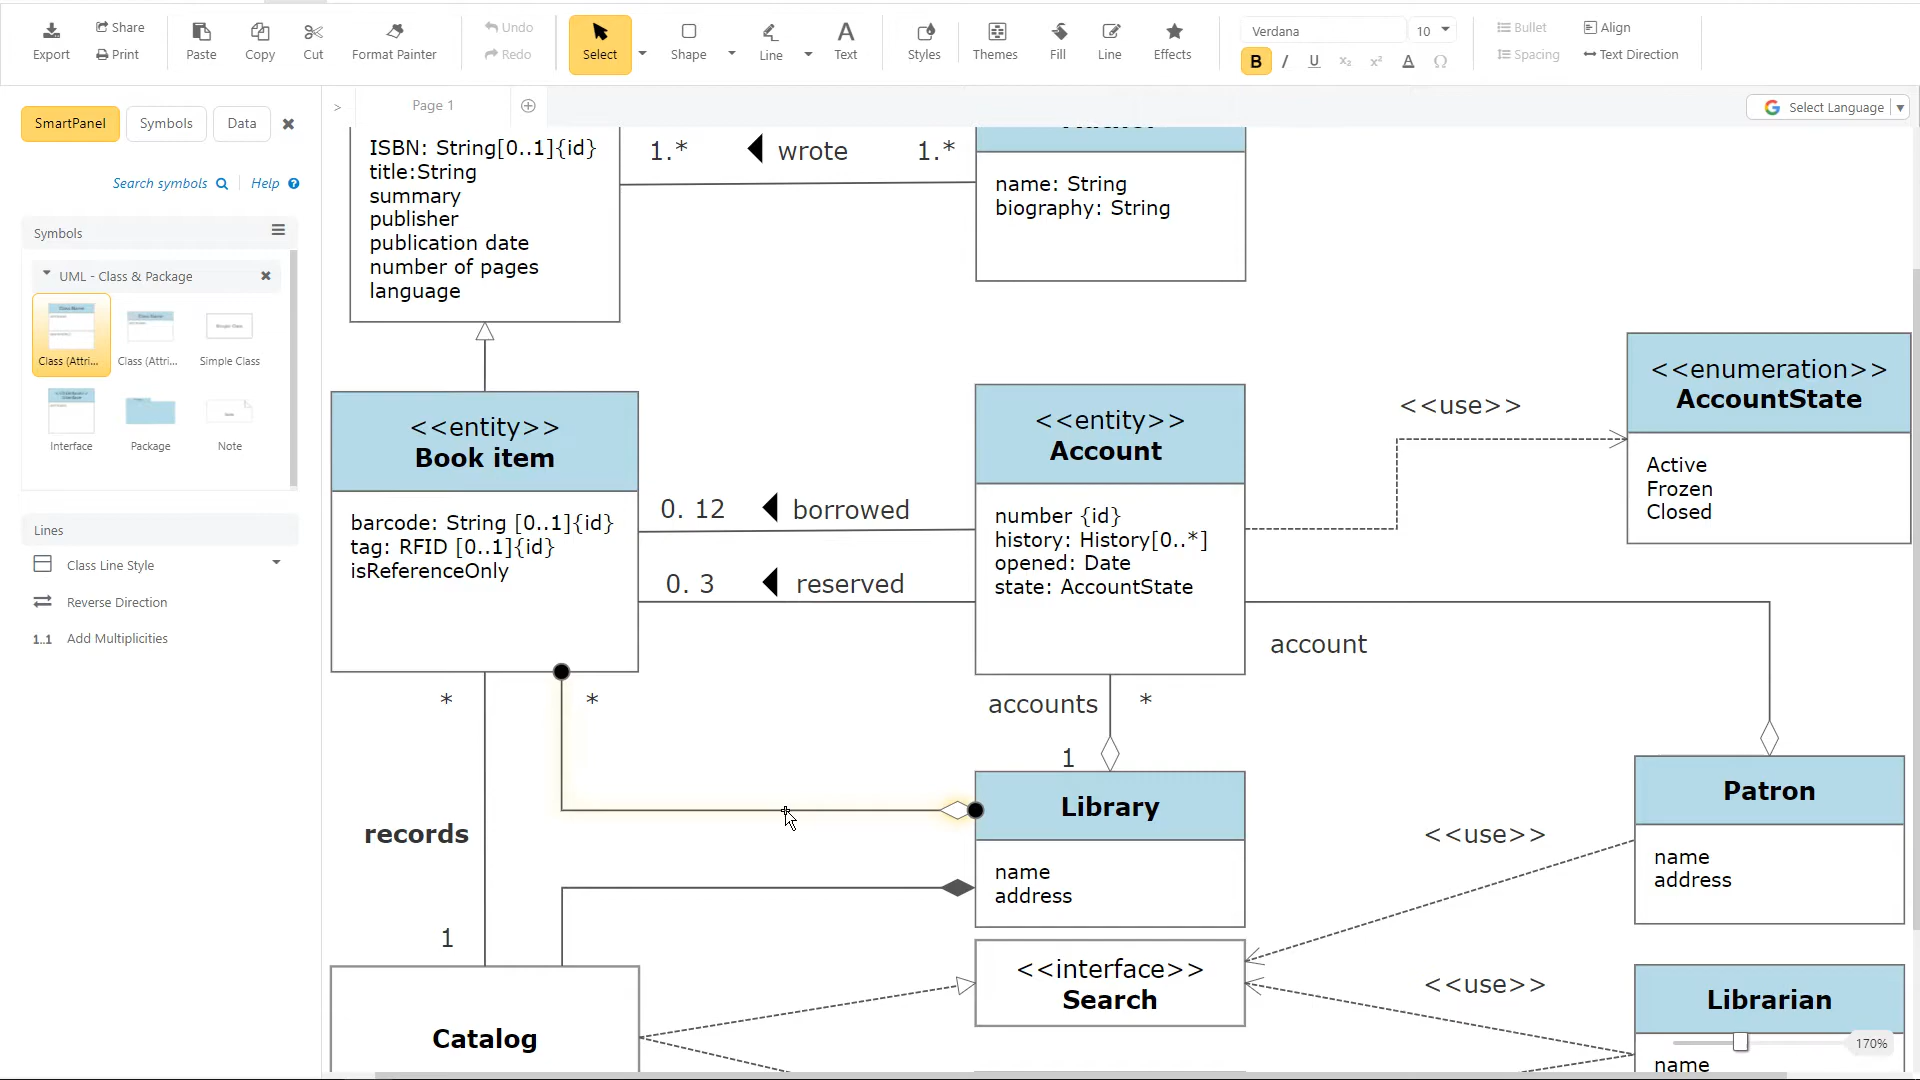 Export
Share
Print
Paste
Copy
Cut
Format Painter
Undo
Redo
Select
Shape
Line
Text
Styles
Themes
Fill
Line
Effects
Verdana
10
B
I
U
x₂
x²
A
Ω
Bullet
Spacing
Align
Text Direction
SmartPanel
Symbols
Data
> Page 1
Select Language
Search symbols
Help
Symbols
UML - Class & Package
Class (Attri...
Class (Attri...
Simple Class
Interface
Package
Note
Lines
Class Line Style
Reverse Direction
1..1 Add Multiplicities
ISBN: String[0..1]{id}
title:String
summary
publisher
publication date
number of pages
language
1.*
wrote
1.*
name: String
biography: String
<<entity>>
Book item
barcode: String [0..1]{id}
tag: RFID [0..1]{id}
isReferenceOnly
0. 12
borrowed
0. 3
reserved
<<entity>>
Account
number {id}
history: History[0..*]
opened: Date
state: AccountState
<<use>>
<<enumeration>>
AccountState
Active
Frozen
Closed
account
*
*
accounts
*
1
records
1
Library
name
address
<<interface>>
Search
Catalog
Patron
name
address
<<use>>
<<use>>
Librarian
name
170%